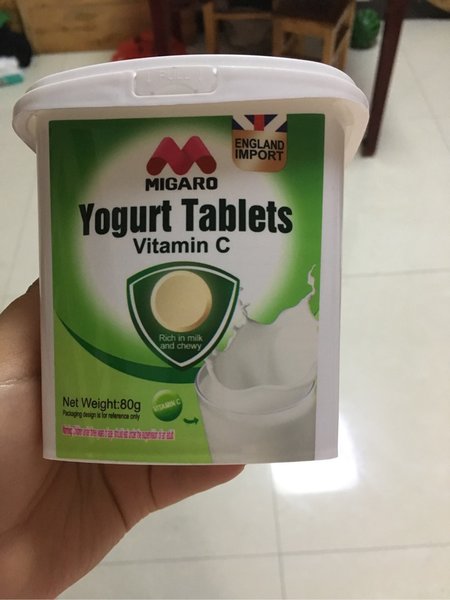 ENGLAND
IMPORT
MIGARO
Yogurt Tablets
Vitamin C
Rich in milk
and chewy
Net Weight:80g
Packaging design is for reference only
VITAMIN C